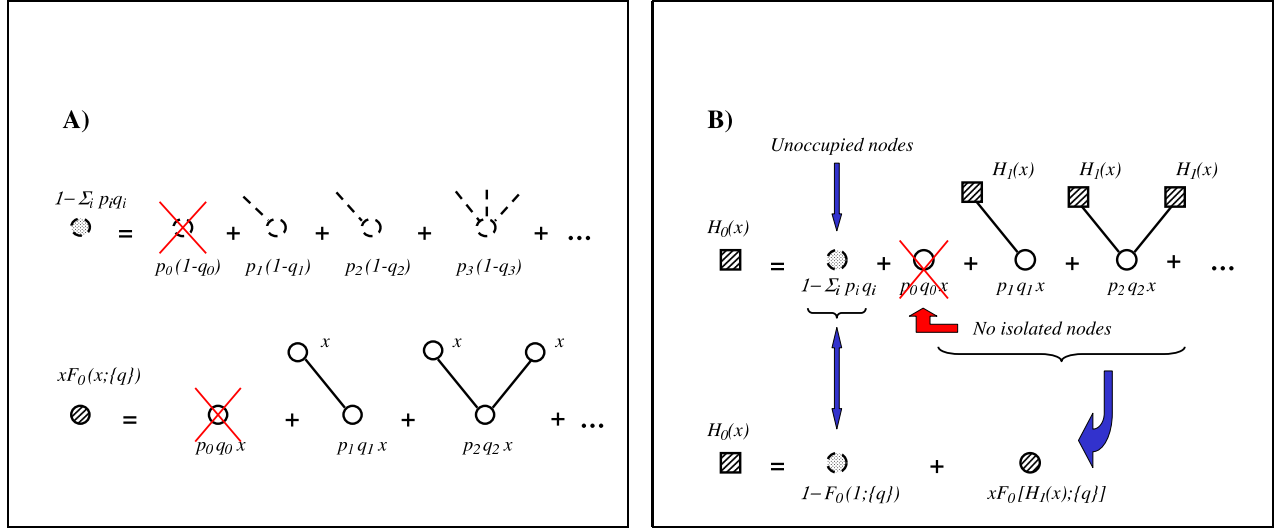 A)
1–Σᵢ pᵢqᵢ
= + + + + ...
p₀(1-q₀) p₁(1-q₁) p₂(1-q₂) p₃(1-q₃)
x x x
xF₀(x;{q})
= + + + ...
p₀q₀x p₁q₁x p₂q₂x
B)
Unoccupied nodes
H₁(x) H₁(x) H₁(x)
H₀(x)
= + + + + ...
1–Σᵢ pᵢqᵢ p₀q₀x p₁q₁x p₂q₂x
No isolated nodes
H₀(x)
= +
1–F₀(1;{q}) xF₀[H₁(x);{q}]